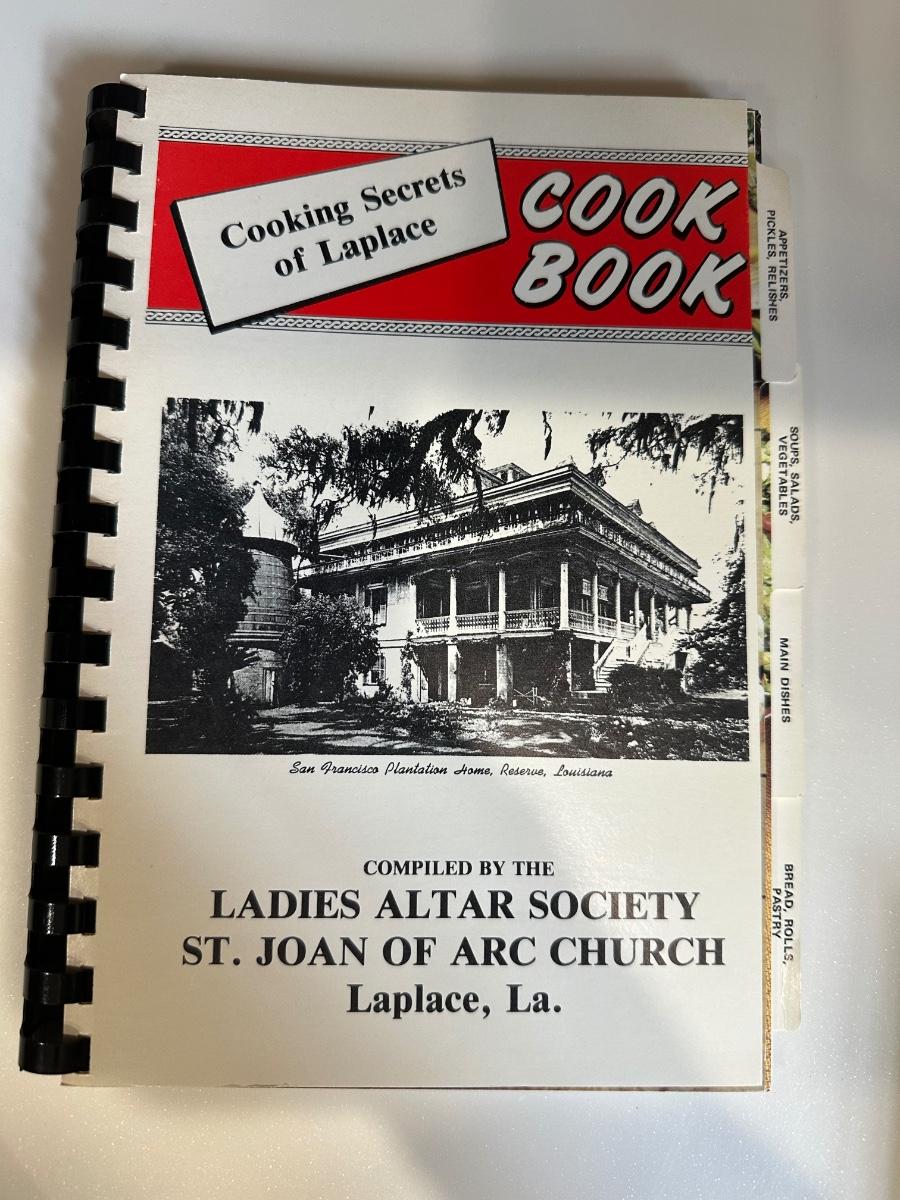 Cooking Secrets
of Laplace
COOK
BOOK
San Francisco Plantation Home, Reserve, Louisiana
COMPILED BY THE
LADIES ALTAR SOCIETY
ST. JOAN OF ARC CHURCH
Laplace, La.
APPETIZERS,
PICKLES, RELISHES
SOUPS, SALADS,
VEGETABLES
MAIN DISHES
BREAD, ROLLS,
PASTRY